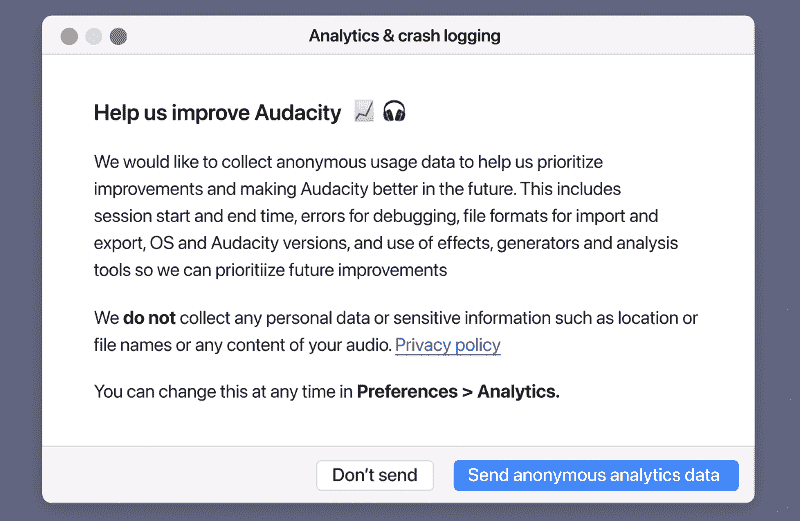 Analytics & crash logging
Help us improve Audacity
We would like to collect anonymous usage data to help us prioritize
improvements and making Audacity better in the future. This includes
session start and end time, errors for debugging, file formats for import and
export, OS and Audacity versions, and use of effects, generators and analysis
tools so we can prioritiize future improvements
We do not collect any personal data or sensitive information such as location or
file names or any content of your audio. Privacy policy
You can change this at any time in Preferences > Analytics.
Don't send
Send anonymous analytics data